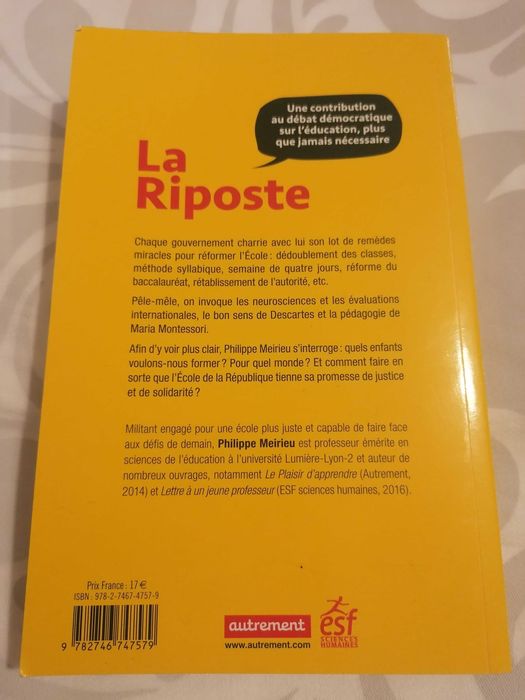 Une contribution
au débat démocratique
sur l'éducation, plus
que jamais nécessaire
La
Riposte
Chaque gouvernement charrie avec lui son lot de remèdes
miracles pour réformer l'École : dédoublement des classes,
méthode syllabique, semaine de quatre jours, réforme du
baccalauréat, rétablissement de l'autorité, etc.
Pêle-mêle, on invoque les neurosciences et les évaluations
internationales, le bon sens de Descartes et la pédagogie de
Maria Montessori.
Afin d'y voir plus clair, Philippe Meirieu s'interroge : quels enfants
voulons-nous former ? Pour quel monde ? Et comment faire en
sorte que l'École de la République tienne sa promesse de justice
et de solidarité ?
Militant engagé pour une école plus juste et capable de faire face
aux défis de demain, Philippe Meirieu est professeur émérite en
sciences de l'éducation à l'université Lumière-Lyon-2 et auteur de
nombreux ouvrages, notamment Le Plaisir d'apprendre (Autrement,
2014) et Lettre à un jeune professeur (ESF sciences humaines, 2016).
Prix France : 17 €
ISBN : 978-2-7467-4757-9
9 782746 747579
autrement
www.autrement.com
esf
SCIENCES
HUMAINES